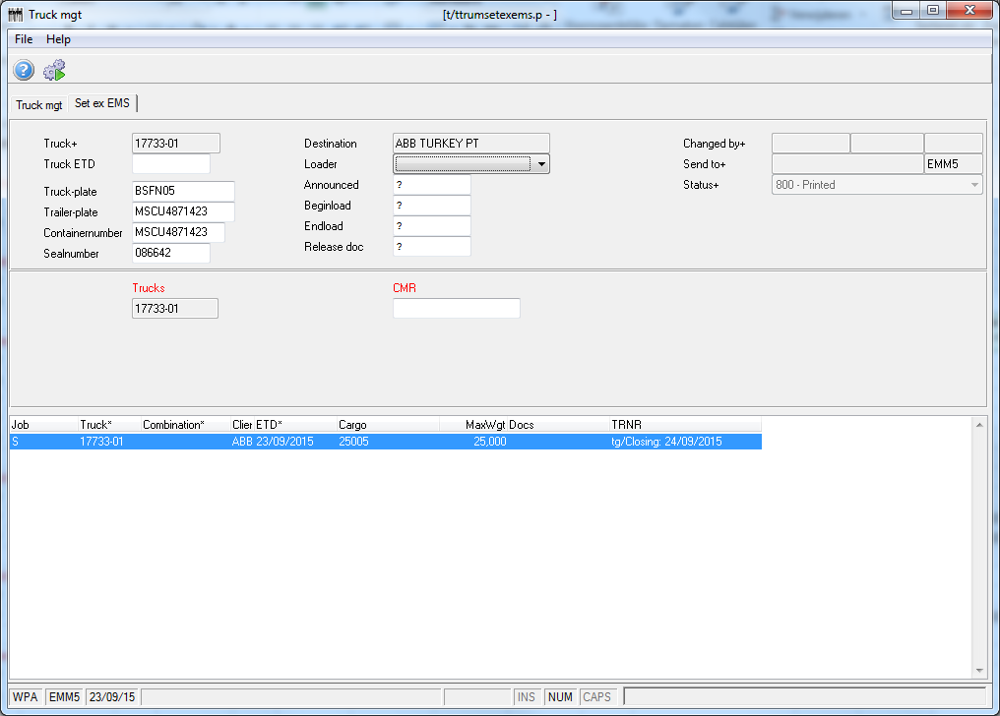 Truck mgt [t/ttrumsetexems.p - ]
File Help
Truck mgt Set ex EMS
Truck+ 17733-01 Destination ABB TURKEY PT Changed by+
Truck ETD Loader Send to+ EMM5
Truck-plate BSFN05 Announced ? Status+ 800 - Printed
Trailer-plate MSCU4871423 Beginload ?
Containernumber MSCU4871423 Endload ?
Sealnumber 086642 Release doc ?
Trucks CMR
17733-01
Job Truck* Combination* Clier ETD* Cargo MaxWgt Docs TRNR
S 17733-01 ABB 23/09/2015 25005 25,000 tg/Closing: 24/09/2015
WPA EMM5 23/09/15 INS NUM CAPS